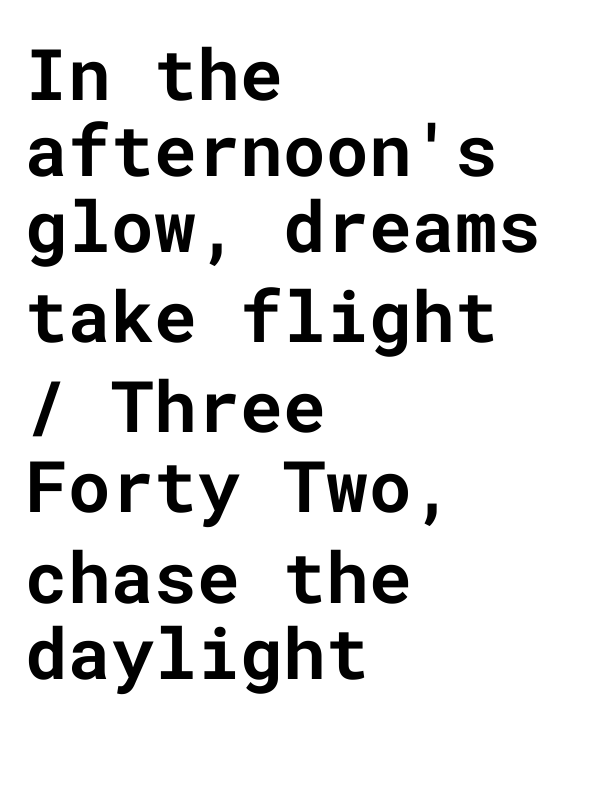 In the
afternoon's
glow, dreams
take flight
/ Three
Forty Two,
chase the
daylight